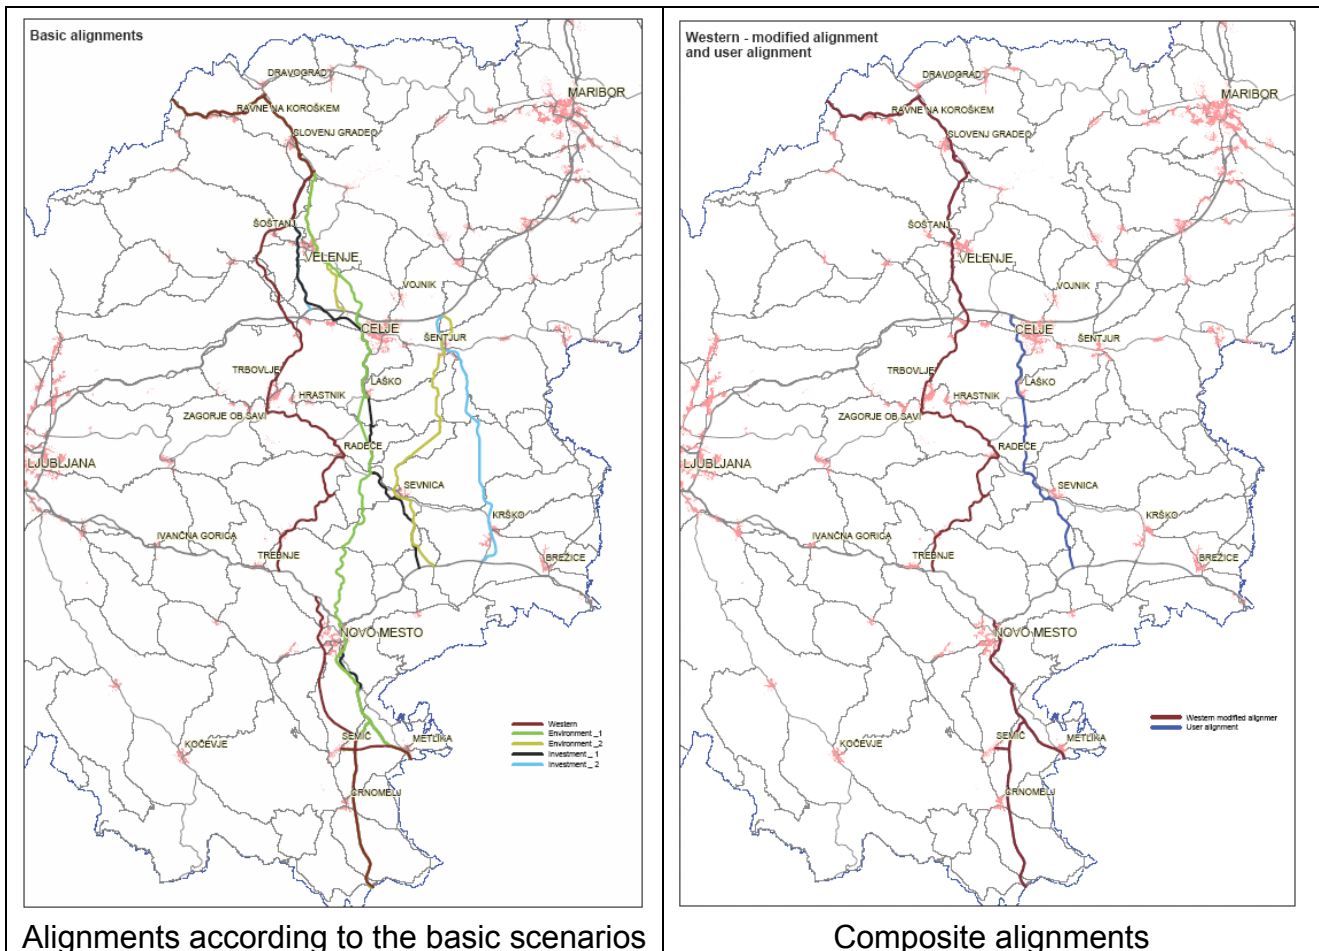 Basic alignments
DRAVOGRAD
MARIBOR
RAVNE NA KOROŠKEM
SLOVENJ GRADEC
ŠOŠTANJ
VELENJE
VOJNIK
CELJE
ŠENTJUR
TRBOVLJE
LAŠKO
HRASTNIK
ZAGORJE OB SAVI
RADEČE
LJUBLJANA
SEVNICA
KRŠKO
IVANČNA GORICA
TREBNJE
BREŽICE
NOVO MESTO
SEMIČ
METLIKA
KOČEVJE
ČRNOMELJ
Western
Environment _1
Environment _2
Investment _ 1
Investment _ 2
Alignments according to the basic scenarios
Western - modified alignment
and user alignment
DRAVOGRAD
MARIBOR
RAVNE NA KOROŠKEM
SLOVENJ GRADEC
ŠOŠTANJ
VELENJE
VOJNIK
CELJE
ŠENTJUR
TRBOVLJE
LAŠKO
HRASTNIK
ZAGORJE OB SAVI
RADEČE
LJUBLJANA
SEVNICA
KRŠKO
IVANČNA GORICA
TREBNJE
BREŽICE
NOVO MESTO
SEMIČ
METLIKA
KOČEVJE
ČRNOMELJ
Western modified alignmer
User alignment
Composite alignments